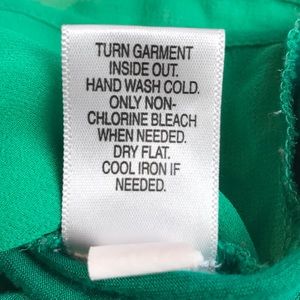 TURN GARMENT
INSIDE OUT.
HAND WASH COLD.
ONLY NON-
CHLORINE BLEACH
WHEN NEEDED.
DRY FLAT.
COOL IRON IF
NEEDED.